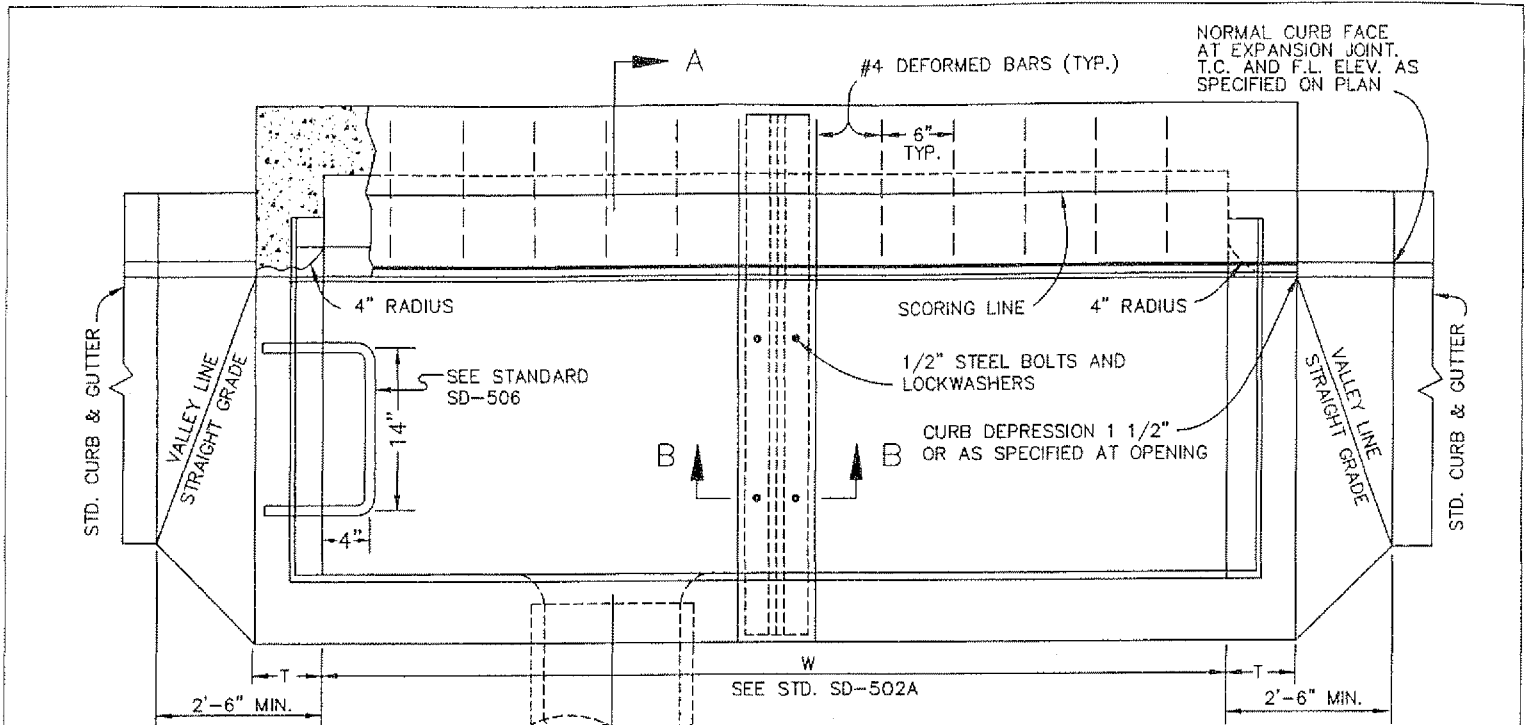 NORMAL CURB FACE
AT EXPANSION JOINT.
T.C. AND F.L. ELEV. AS
SPECIFIED ON PLAN
A
#4 DEFORMED BARS (TYP.)
6"
TYP.
4" RADIUS
SCORING LINE
4" RADIUS
1/2" STEEL BOLTS AND
LOCKWASHERS
SEE STANDARD
SD-506
14"
4"
CURB DEPRESSION 1 1/2"
OR AS SPECIFIED AT OPENING
B
B
STD. CURB & GUTTER
VALLEY LINE
STRAIGHT GRADE
VALLEY LINE
STRAIGHT GRADE
STD. CURB & GUTTER
T
W
T
SEE STD. SD-502A
2'-6" MIN.
2'-6" MIN.